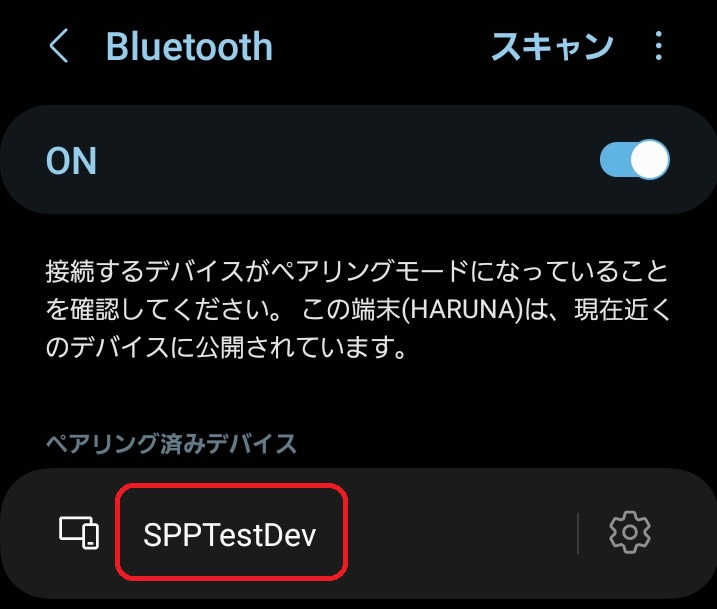 Bluetooth スキャン
ON
接続するデバイスがペアリングモードになっていること
を確認してください。 この端末(HARUNA)は、現在近く
のデバイスに公開されています。
ペアリング済みデバイス
SPPTestDev